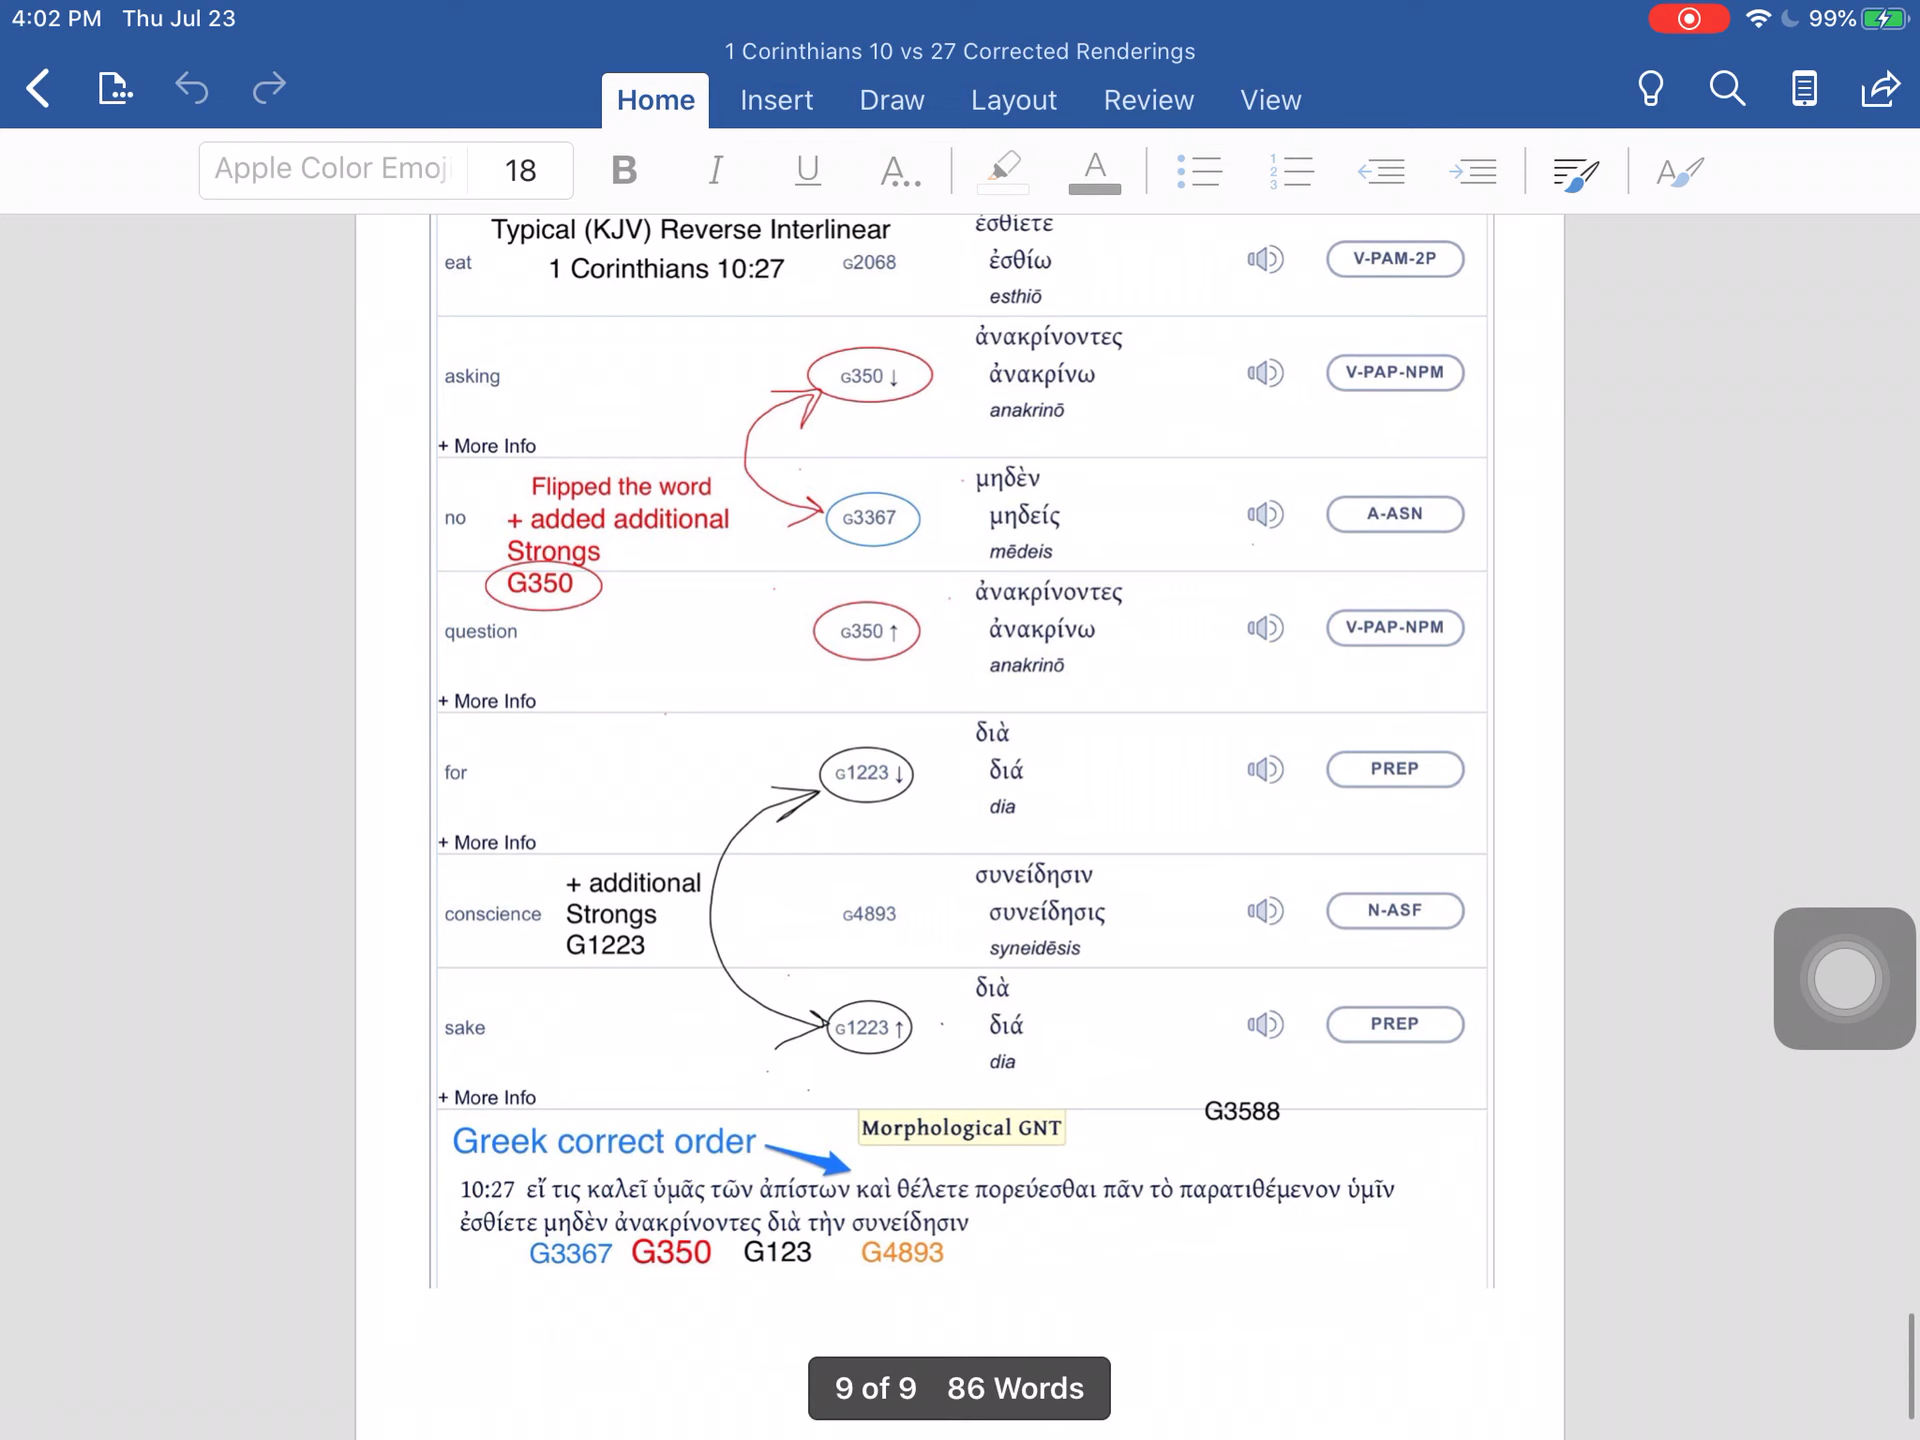 4:02 PM Thu Jul 23
99%
1 Corinthians 10 vs 27 Corrected Renderings
Home Insert Draw Layout Review View
Apple Color Emoji 18 B I U A... A
Typical (KJV) Reverse Interlinear
1 Corinthians 10:27
ἐσθίετε
eat G2068 ἐσθίω V-PAM-2P
esthiō
ἀνακρίνοντες
asking G350 ↓ ἀνακρίνω V-PAP-NPM
anakrinō
+ More Info
μηδὲν
Flipped the word
no + added additional G3367 μηδείς A-ASN
Strongs mēdeis
G350
ἀνακρίνοντες
question G350 ↑ ἀνακρίνω V-PAP-NPM
anakrinō
+ More Info
διὰ
for G1223 ↓ διά PREP
dia
+ More Info
+ additional συνείδησιν
conscience Strongs G4893 συνείδησις N-ASF
G1223 syneidēsis
διὰ
sake G1223 ↑ διά PREP
dia
+ More Info
G3588
Morphological GNT
Greek correct order
10:27 εἴ τις καλεῖ ὑμᾶς τῶν ἀπίστων καὶ θέλετε πορεύεσθαι πᾶν τὸ παρατιθέμενον ὑμῖν
ἐσθίετε μηδὲν ἀνακρίνοντες διὰ τὴν συνείδησιν
G3367 G350 G123 G4893
9 of 9 86 Words